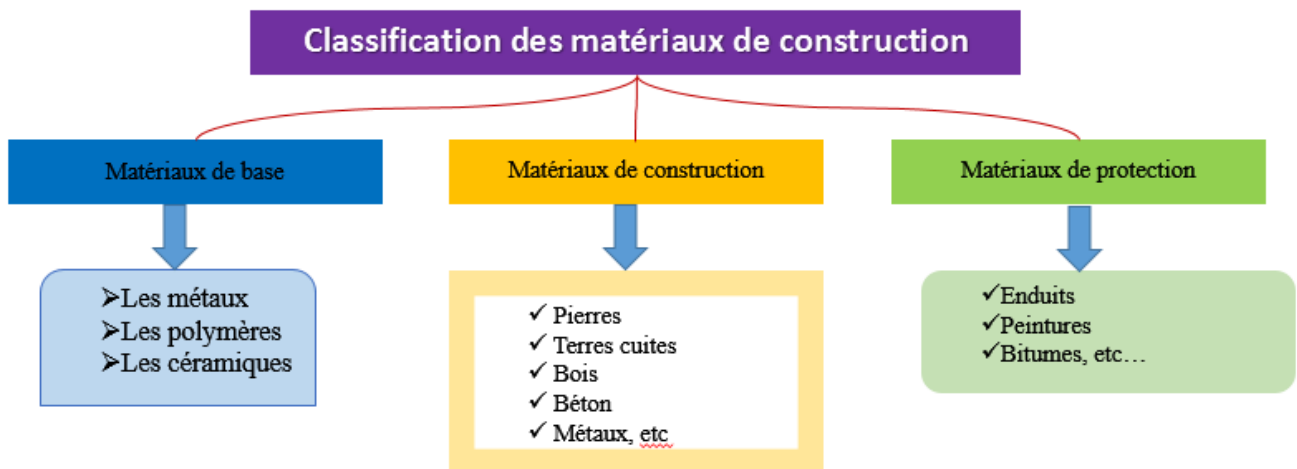 Classification des matériaux de construction
Matériaux de base
Matériaux de construction
Matériaux de protection
➢Les métaux
➢Les polymères
➢Les céramiques
✓ Pierres
✓ Terres cuites
✓ Bois
✓ Béton
✓ Métaux, etc
✓Enduits
✓Peintures
✓Bitumes, etc…